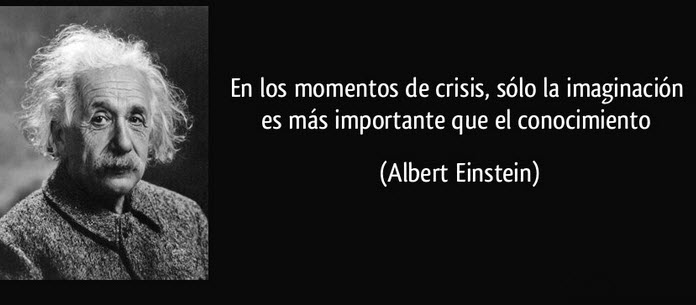 En los momentos de crisis, sólo la imaginación
es más importante que el conocimiento
(Albert Einstein)